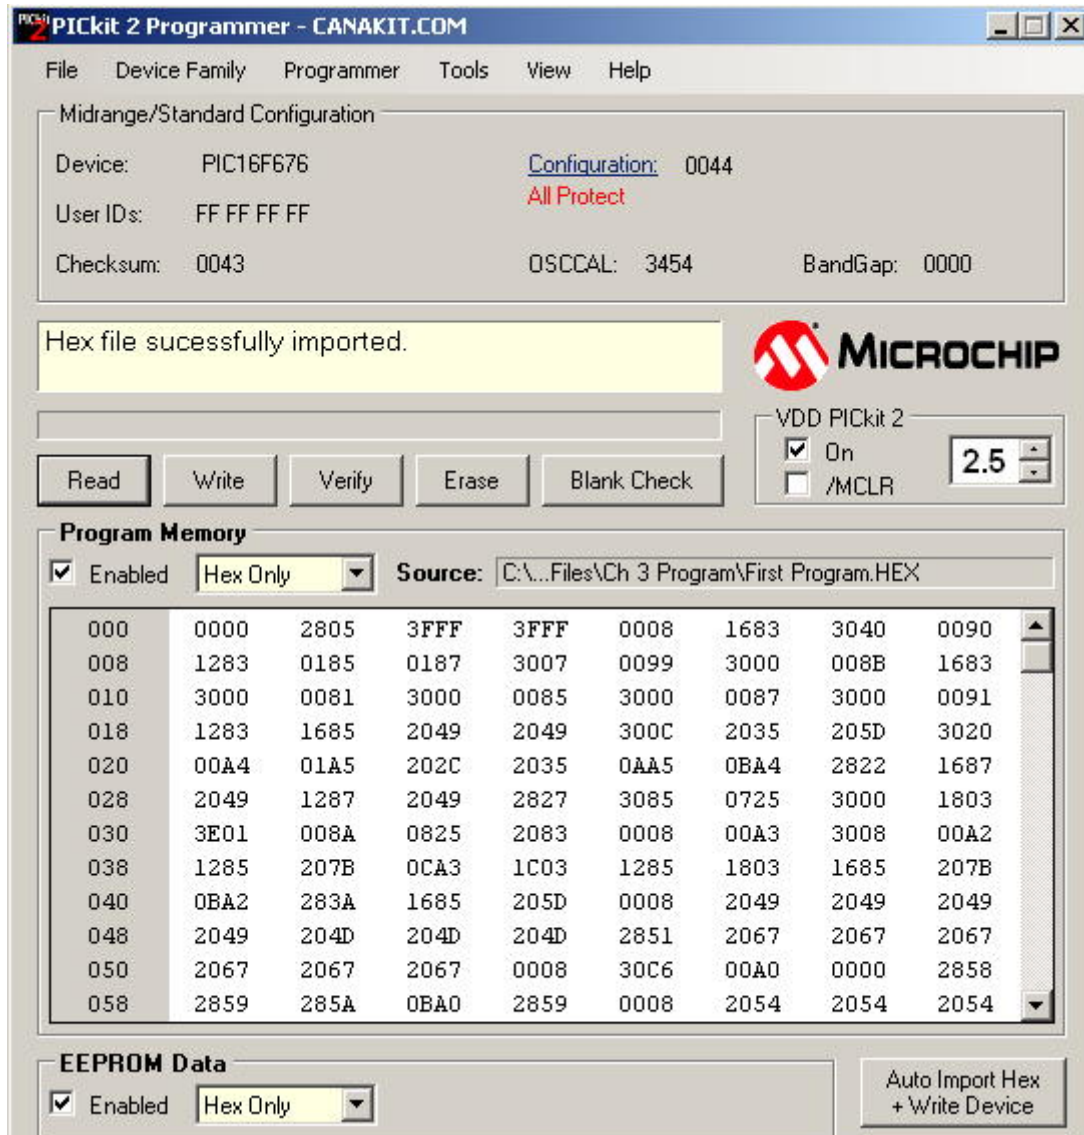 PICkit 2 Programmer - CANAKIT.COM
File Device Family Programmer Tools View Help
Midrange/Standard Configuration
Device: PIC16F676 Configuration: 0044
All Protect
User IDs: FF FF FF FF
Checksum: 0043 OSCCAL: 3454 BandGap: 0000
Hex file sucessfully imported.
MICROCHIP
VDD PICkit 2
On 2.5
/MCLR
Read Write Verify Erase Blank Check
Program Memory
Enabled Hex Only Source: C:\...Files\Ch 3 Program\First Program.HEX
000 0000 2805 3FFF 3FFF 0008 1683 3040 0090
008 1283 0185 0187 3007 0099 3000 008B 1683
010 3000 0081 3000 0085 3000 0087 3000 0091
018 1283 1685 2049 2049 300C 2035 205D 3020
020 00A4 01A5 202C 2035 0AA5 0BA4 2822 1687
028 2049 1287 2049 2827 3085 0725 3000 1803
030 3E01 008A 0825 2083 0008 00A3 3008 00A2
038 1285 207B 0CA3 1C03 1285 1803 1685 207B
040 0BA2 283A 1685 205D 0008 2049 2049 2049
048 2049 204D 204D 204D 2851 2067 2067 2067
050 2067 2067 2067 0008 30C6 00A0 0000 2858
058 2859 285A 0BA0 2859 0008 2054 2054 2054
EEPROM Data
Enabled Hex Only
Auto Import Hex
+ Write Device